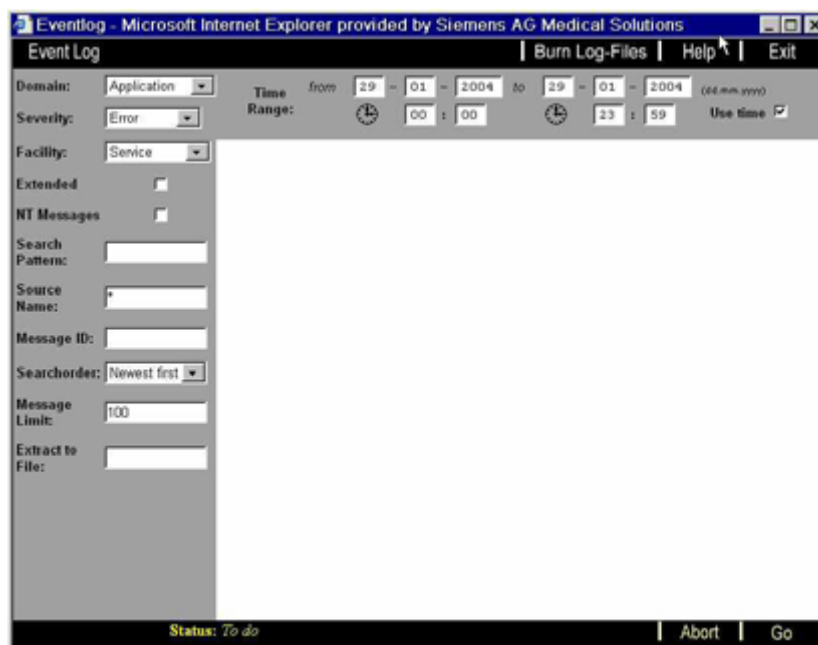 Eventlog - Microsoft Internet Explorer provided by Siemens AG Medical Solutions
Event Log | Burn Log-Files | Help | Exit
Domain: Application
Time Range: from 29 - 01 - 2004 to 29 - 01 - 2004 (dd.mm.yyyy)
00 : 00 23 : 59 Use time
Severity: Error
Facility: Service
Extended
NT Messages
Search Pattern:
Source Name: *
Message ID:
Searchorder: Newest first
Message Limit: 100
Extract to File:
Status: To do | Abort | Go